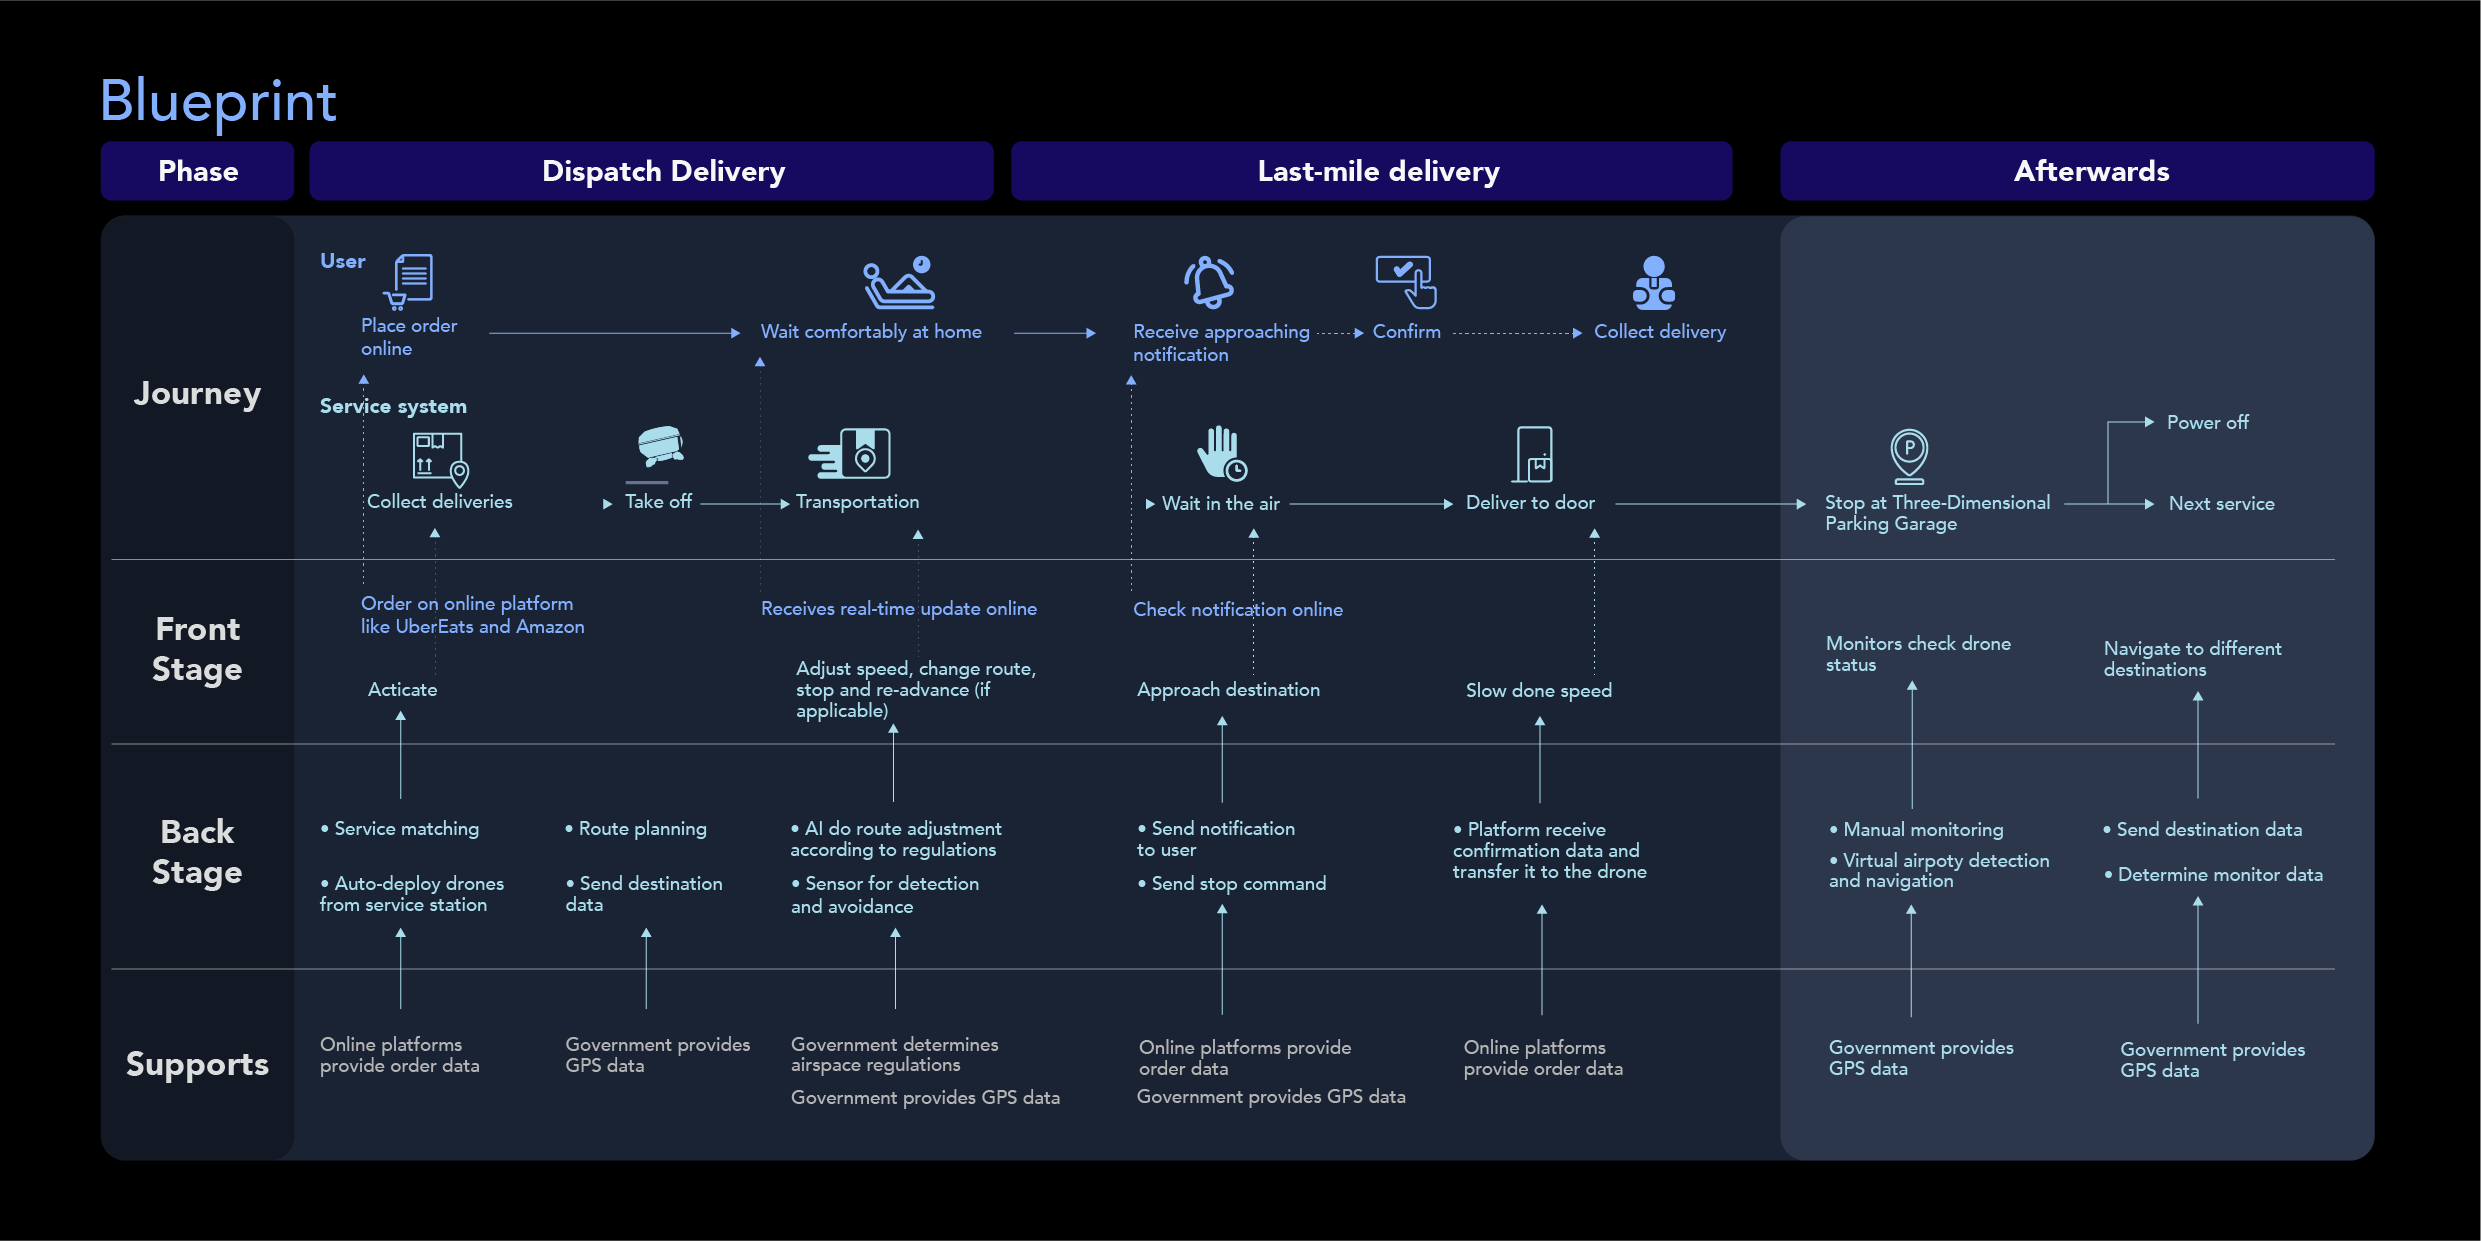 Blueprint
Phase
Dispatch Delivery
Last-mile delivery
Afterwards
Journey
User
Place order
online
Wait comfortably at home
Receive approaching
notification
Confirm
Collect delivery
Service system
Collect deliveries
Take off
Transportation
Wait in the air
Deliver to door
P
Stop at Three-Dimensional
Parking Garage
Power off
Next service
Front
Stage
Order on online platform
like UberEats and Amazon
Receives real-time update online
Check notification online
Acticate
Adjust speed, change route,
stop and re-advance (if
applicable)
Approach destination
Slow done speed
Monitors check drone
status
Navigate to different
destinations
Back
Stage
• Service matching
• Auto-deploy drones
from service station
• Route planning
• Send destination
data
• AI do route adjustment
according to regulations
• Sensor for detection
and avoidance
• Send notification
to user
• Send stop command
• Platform receive
confirmation data and
transfer it to the drone
• Manual monitoring
• Virtual airpoty detection
and navigation
• Send destination data
• Determine monitor data
Supports
Online platforms
provide order data
Government provides
GPS data
Government determines
airspace regulations
Government provides GPS data
Online platforms provide
order data
Government provides GPS data
Online platforms
provide order data
Government provides
GPS data
Government provides
GPS data